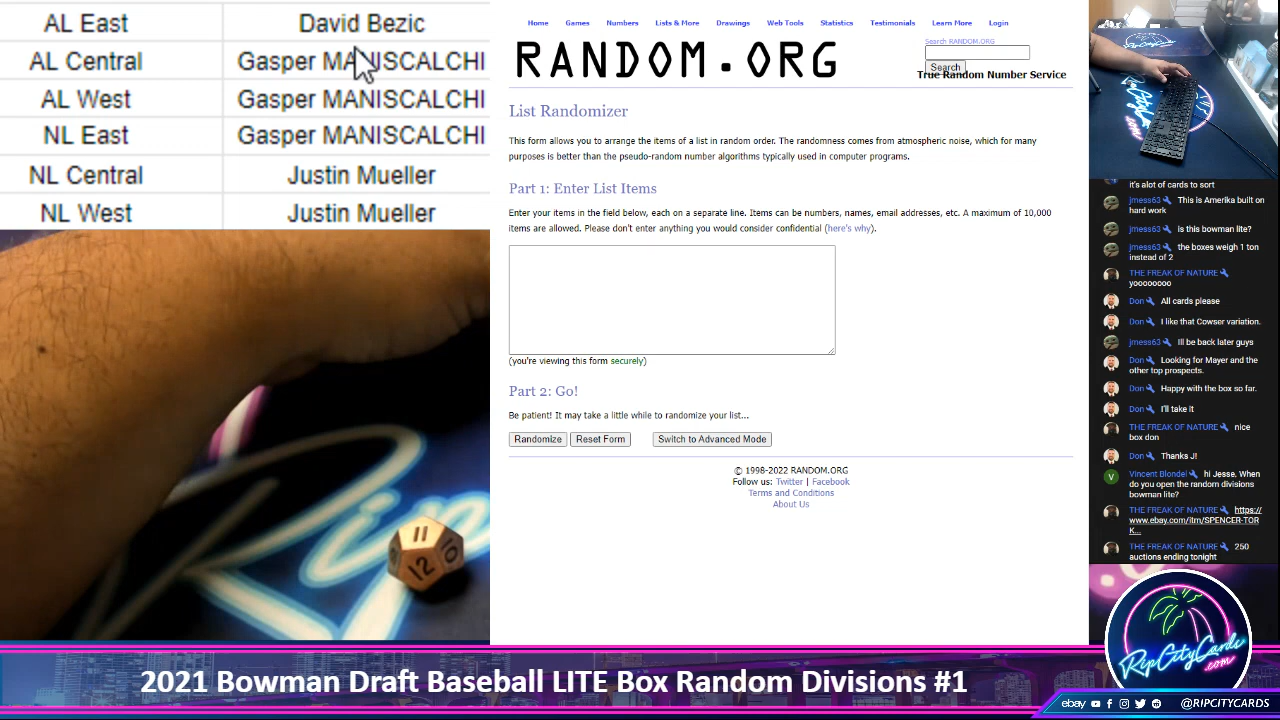 AL East David Bezic
AL Central Gasper MANISCALCHI
AL West Gasper MANISCALCHI
NL East Gasper MANISCALCHI
NL Central Justin Mueller
NL West Justin Mueller
11
12
10
Home Games Numbers Lists & More Drawings Web Tools Statistics Testimonials Learn More Login
RANDOM.ORG
Search RANDOM.ORG
Search
True Random Number Service
List Randomizer
This form allows you to arrange the items of a list in random order. The randomness comes from atmospheric noise, which for many
purposes is better than the pseudo-random number algorithms typically used in computer programs.
Part 1: Enter List Items
Enter your items in the field below, each on a separate line. Items can be numbers, names, email addresses, etc. A maximum of 10,000
items are allowed. Please don't enter anything you would consider confidential (here's why).
(you're viewing this form securely)
Part 2: Go!
Be patient! It may take a little while to randomize your list...
Randomize Reset Form Switch to Advanced Mode
© 1998-2022 RANDOM.ORG
Follow us: Twitter | Facebook
Terms and Conditions
About Us
it's alot of cards to sort
jmess63 This is Amerika built on
hard work
jmess63 is this bowman lite?
jmess63 the boxes weigh 1 ton
instead of 2
THE FREAK OF NATURE
yoooooooo
Don All cards please
Don I like that Cowser variation.
jmess63 Ill be back later guys
Don Looking for Mayer and the
other top prospects.
Don Happy with the box so far.
Don I'll take it
THE FREAK OF NATURE nice
box don
Don Thanks J!
V Vincent Blondel hi Jesse. When
do you open the random divisions
bowman lite?
THE FREAK OF NATURE https://
www.ebay.com/itm/SPENCER-TOR
K...
THE FREAK OF NATURE 250
auctions ending tonight
RipCityCards
.com
2021 Bowman Draft Baseball LITE Box Random Divisions #1
ebay @RIPCITYCARDS